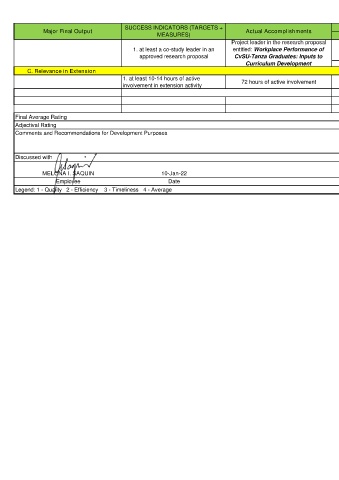 Major Final Output
SUCCESS INDICATORS (TARGETS + MEASURES)
Actual Accomplishments
1. at least a co-study leader in an approved research proposal
Project leader in the research proposal
entitled: Workplace Performance of
CvSU-Tanza Graduates: Inputs to
Curriculum Development
C. Relevance in Extension
1. at least 10-14 hours of active
involvement in extension activity
72 hours of active involvement
Final Average Rating
Adjectival Rating
Comments and Recommendations for Development Purposes
Discussed with
MELONA I. SAQUIN
10-Jan-22
Employee
Date
Legend: 1 - Quality 2 - Efficiency 3 - Timeliness 4 - Average